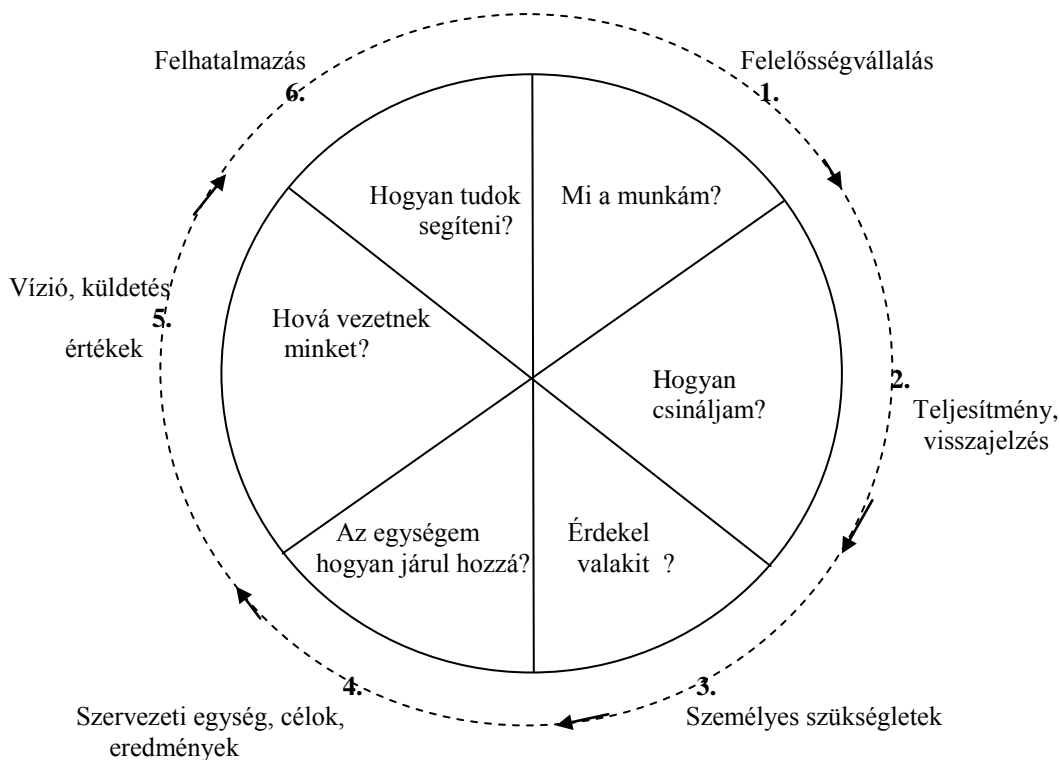 Felhatalmazás
6.
Felelősségvállalás
1.
Hogyan tudok
segíteni?
Mi a munkám?
Vízió, küldetés
5.
értékek
Hová vezetnek
minket?
Hogyan
csináljam?
2.
Teljesítmény,
visszajelzés
Az egységem
hogyan járul hozzá?
Érdekel
valakit ?
4.
Szervezeti egység, célok,
eredmények
3.
Személyes szükségletek